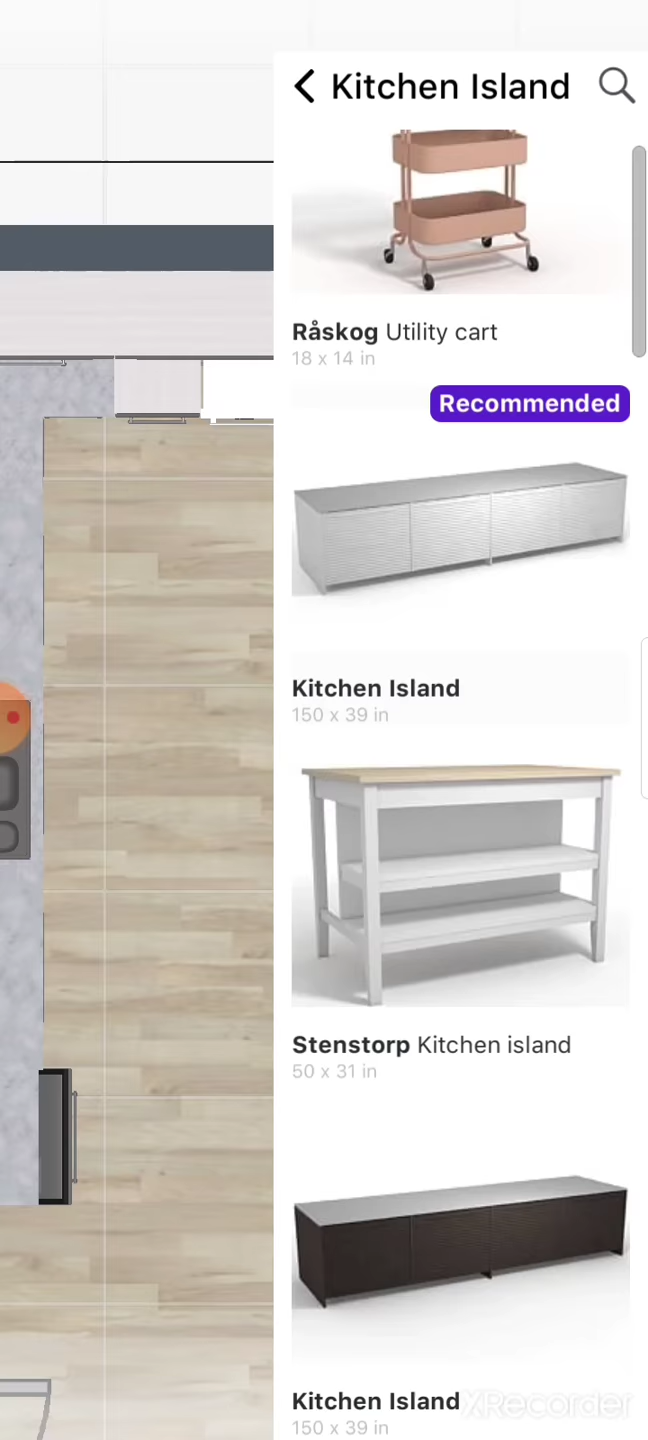 Kitchen Island
Råskog Utility cart
18 x 14 in
Recommended
Kitchen Island
150 x 39 in
Stenstorp Kitchen island
50 x 31 in
Kitchen Island
XRecorder
150 x 39 in